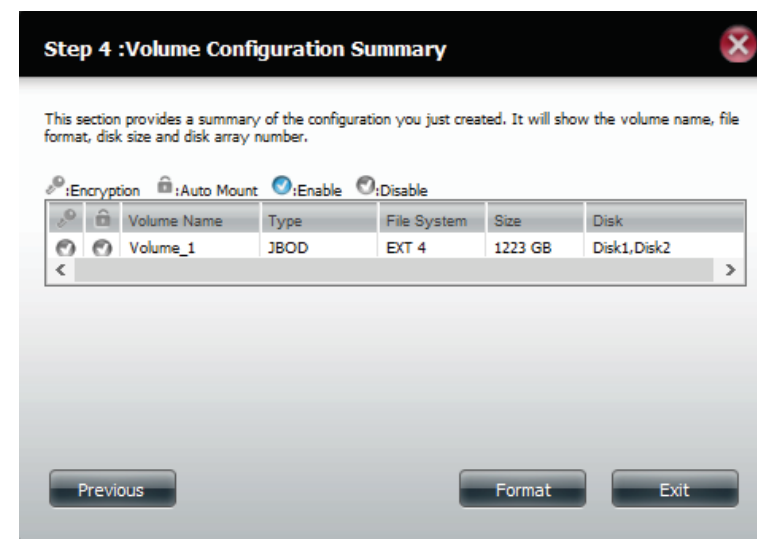 Step 4 :Volume Configuration Summary
This section provides a summary of the configuration you just created. It will show the volume name, file
format, disk size and disk array number.
:Encryption :Auto Mount :Enable :Disable
Volume Name Type File System Size Disk
Volume_1 JBOD EXT 4 1223 GB Disk1,Disk2
Previous Format Exit